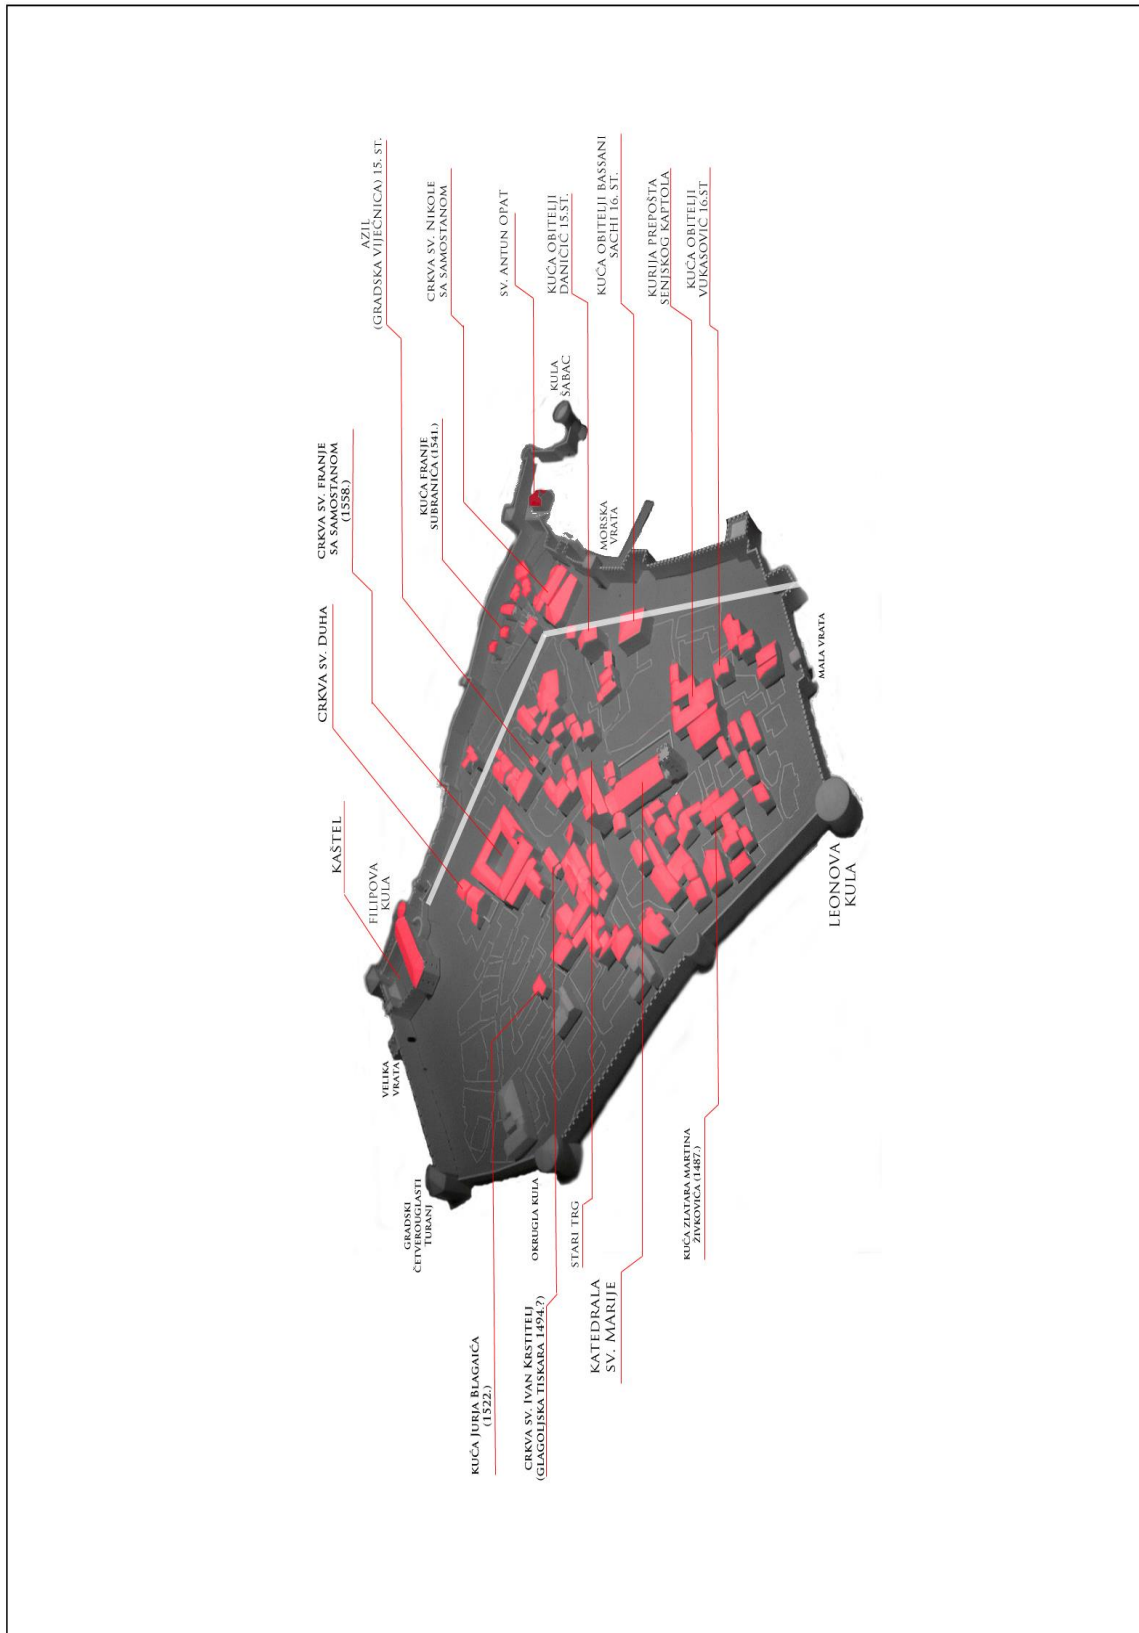 KAŠTEL
FILIPOVA
KULA
CRKVA SV. DUHA
CRKVA SV. FRANJE
SA SAMOSTANOM
(1558.)
AZIL
(GRADSKA VIJEĆNICA) 15. ST.
KUĆA FRANJE
SUBRANIĆA (1541.)
CRKVA SV. NIKOLE
SA SAMOSTANOM
SV. ANTUN OPAT
KULA
ŠABAC
KUĆA OBITELJI
DANIČIĆ 15.ST.
MORSKA
VRATA
KUĆA OBITELJI BASSANI
SACHI 16. ST.
KURIJA PREPOŠTA
SENJSKOG KAPTOLA
KUĆA OBITELJI
VUKASOVIĆ 16.ST
VELIKA
VRATA
MALA VRATA
LEONOVA
KULA
GRADSKI
ČETVEROUGLASTI
TURANJ
OKRUGLA KULA
STARI TRG
KUĆA ZLATARA MARTINA
ŽIVKOVIĆA (1487.)
KUĆA JURJA BLAGAIĆA
(1522.)
CRKVA SV. IVAN KRSTITELJ
(GLAGOLJSKA TISKARA 1494.?)
KATEDRALA
SV. MARIJE